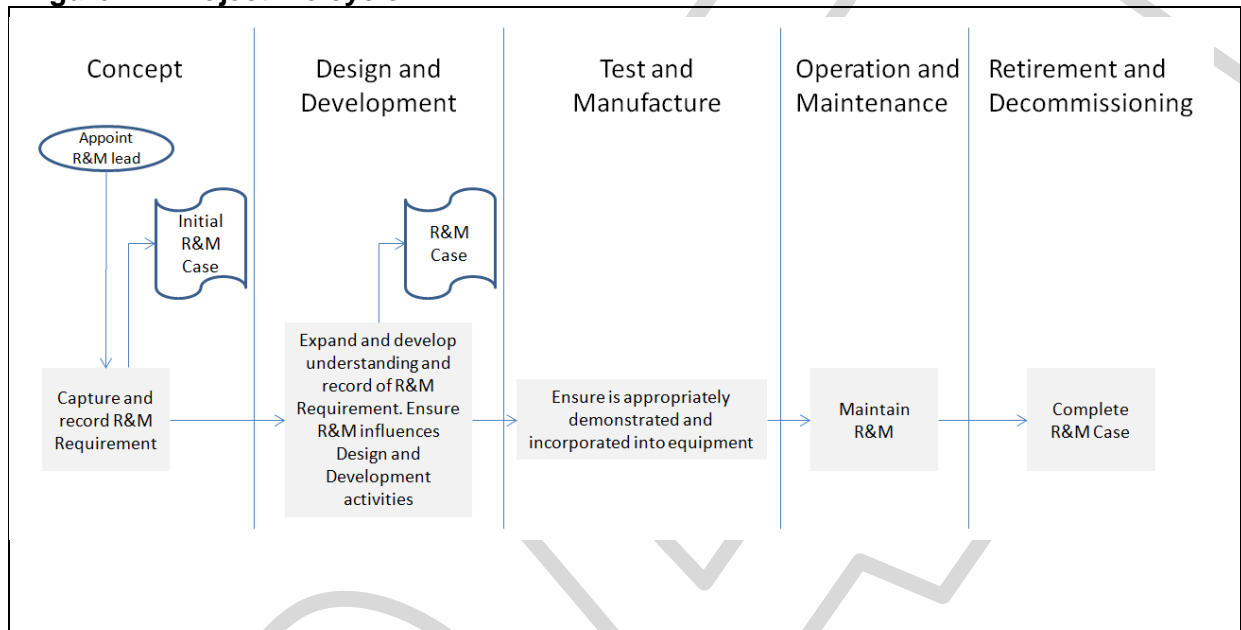 Concept
Design and
Development
Test and
Manufacture
Operation and
Maintenance
Retirement and
Decommissioning
Appoint
R&M lead
Initial
R&M
Case
R&M
Case
Capture and
record R&M
Requirement
Expand and develop
understanding and
record of R&M
Requirement. Ensure
R&M influences
Design and
Development
activities
Ensure is appropriately
demonstrated and
incorporated into equipment
Maintain
R&M
Complete
R&M Case